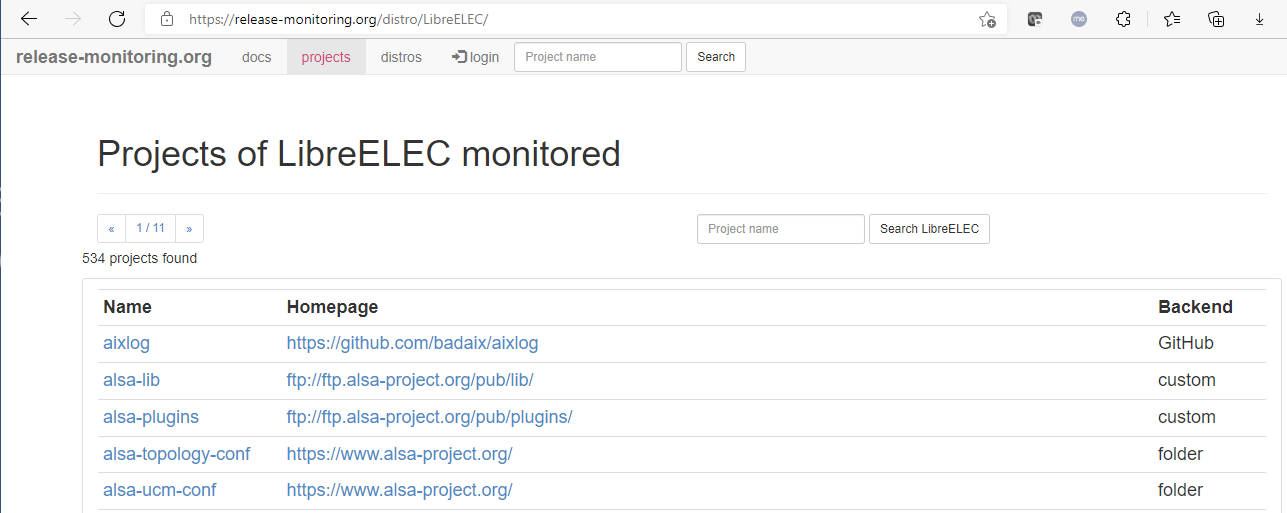 https://release-monitoring.org/distro/LibreELEC/
me
release-monitoring.org docs projects distros login Project name Search
Projects of LibreELEC monitored
« 1 / 11 » Project name Search LibreELEC
534 projects found
Name Homepage Backend
aixlog https://github.com/badaix/aixlog GitHub
alsa-lib ftp://ftp.alsa-project.org/pub/lib/ custom
alsa-plugins ftp://ftp.alsa-project.org/pub/plugins/ custom
alsa-topology-conf https://www.alsa-project.org/ folder
alsa-ucm-conf https://www.alsa-project.org/ folder